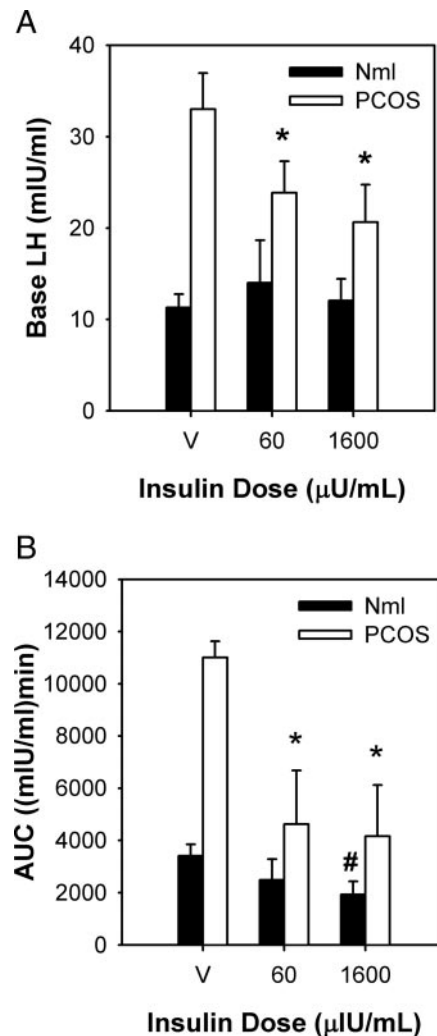 A
40
30
20
10
0
Base LH (mIU/ml)
Nml
PCOS
*
*
V 60 1600
Insulin Dose (μU/mL)
B
14000
12000
10000
8000
6000
4000
2000
0
AUC ((mIU/ml)min)
Nml
PCOS
*
*
#
V 60 1600
Insulin Dose (μIU/mL)